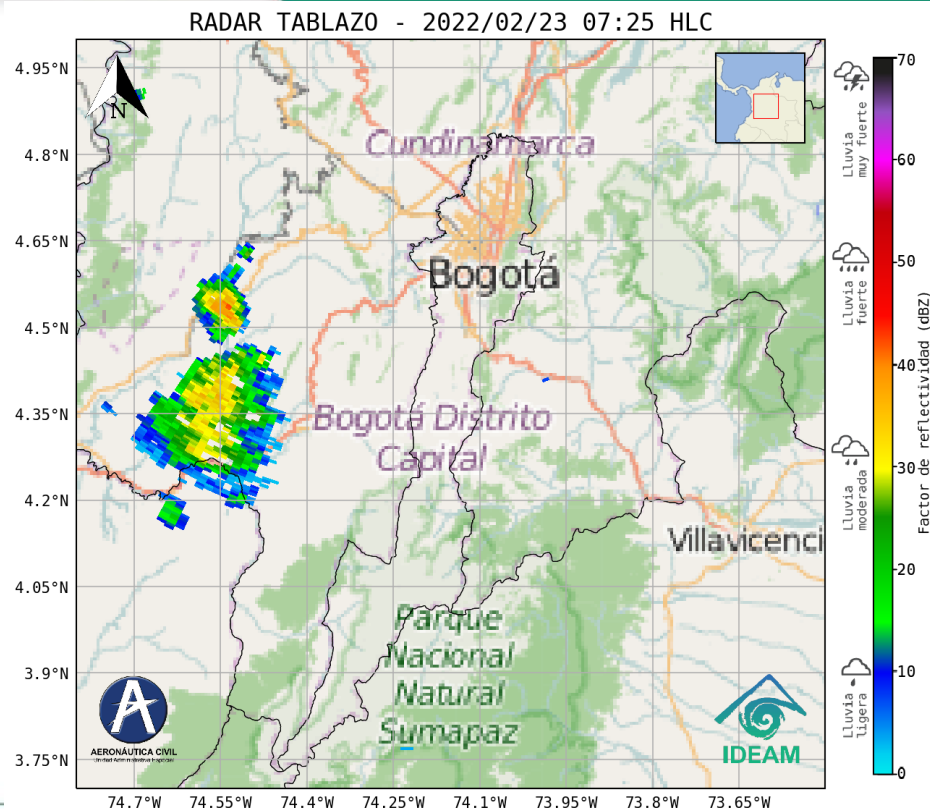 RADAR TABLAZO - 2022/02/23 07:25 HLC
4.95°N
4.8°N
4.65°N
4.5°N
4.35°N
4.2°N
4.05°N
3.9°N
3.75°N
N
Cundinamarca
Bogotá
Bogotá Distrito
Capital
Villavicenci
Parque
Nacional
Natural
Sumapaz
AERONÁUTICA CIVIL
Unidad Administrativa Especial
IDEAM
74.7°W
74.55°W
74.4°W
74.25°W
74.1°W
73.95°W
73.8°W
73.65°W
Lluvia
muy fuerte
Lluvia
fuerte
Lluvia
moderada
Lluvia
ligera
70
60
50
40
30
20
10
0
Factor de reflectividad (dBZ)